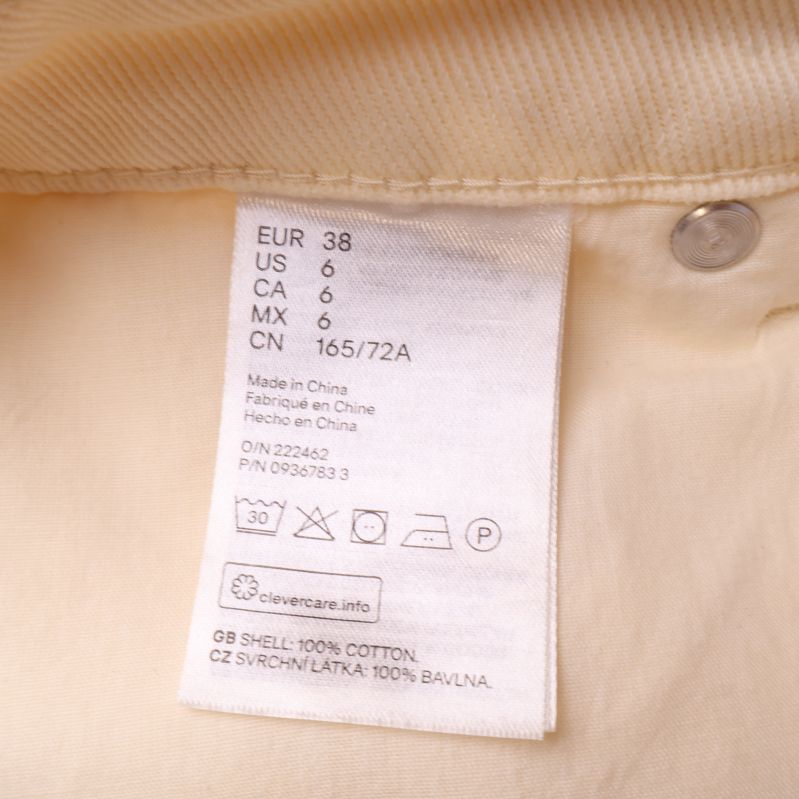 EUR 38
US 6
CA 6
MX 6
CN 165/72A
Made in China
Fabriqué en Chine
Hecho en China
O/N 222462
P/N 0936783 3
30 P
clevercare.info
GB SHELL: 100% COTTON.
CZ SVRCHNÍ LÁTKA: 100% BAVLNA.